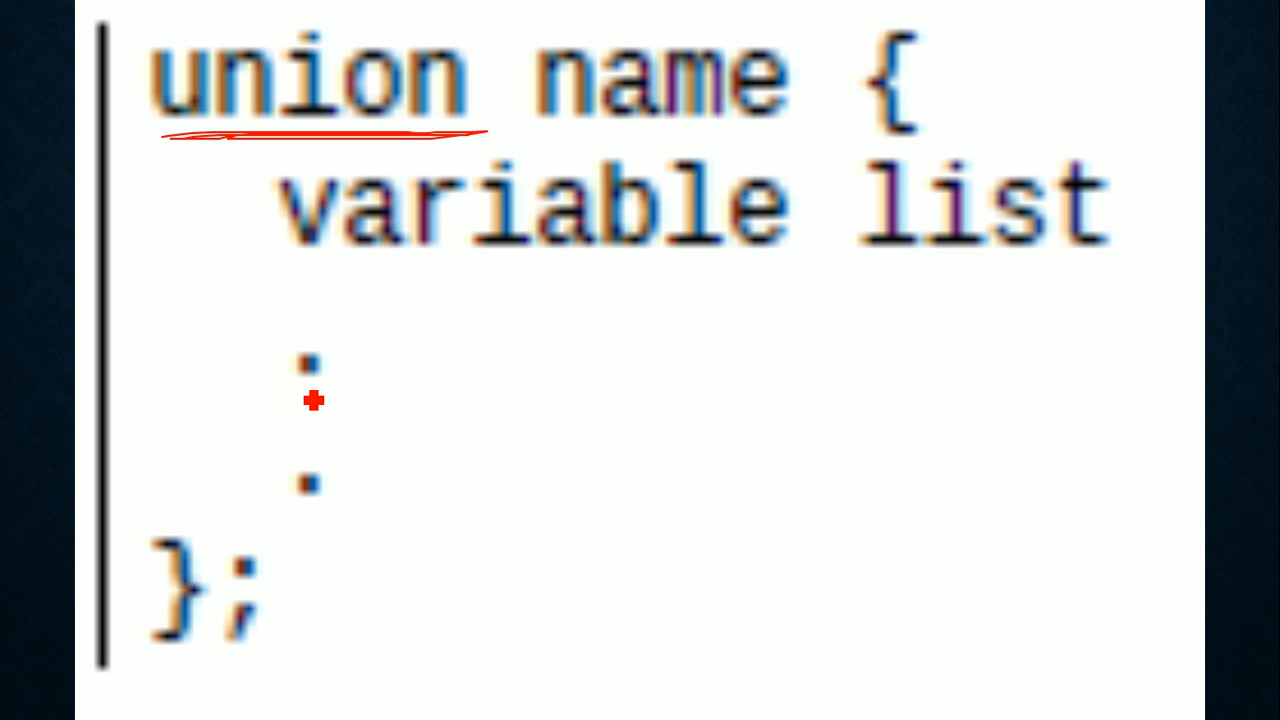 union name {
variable list
.
.
};